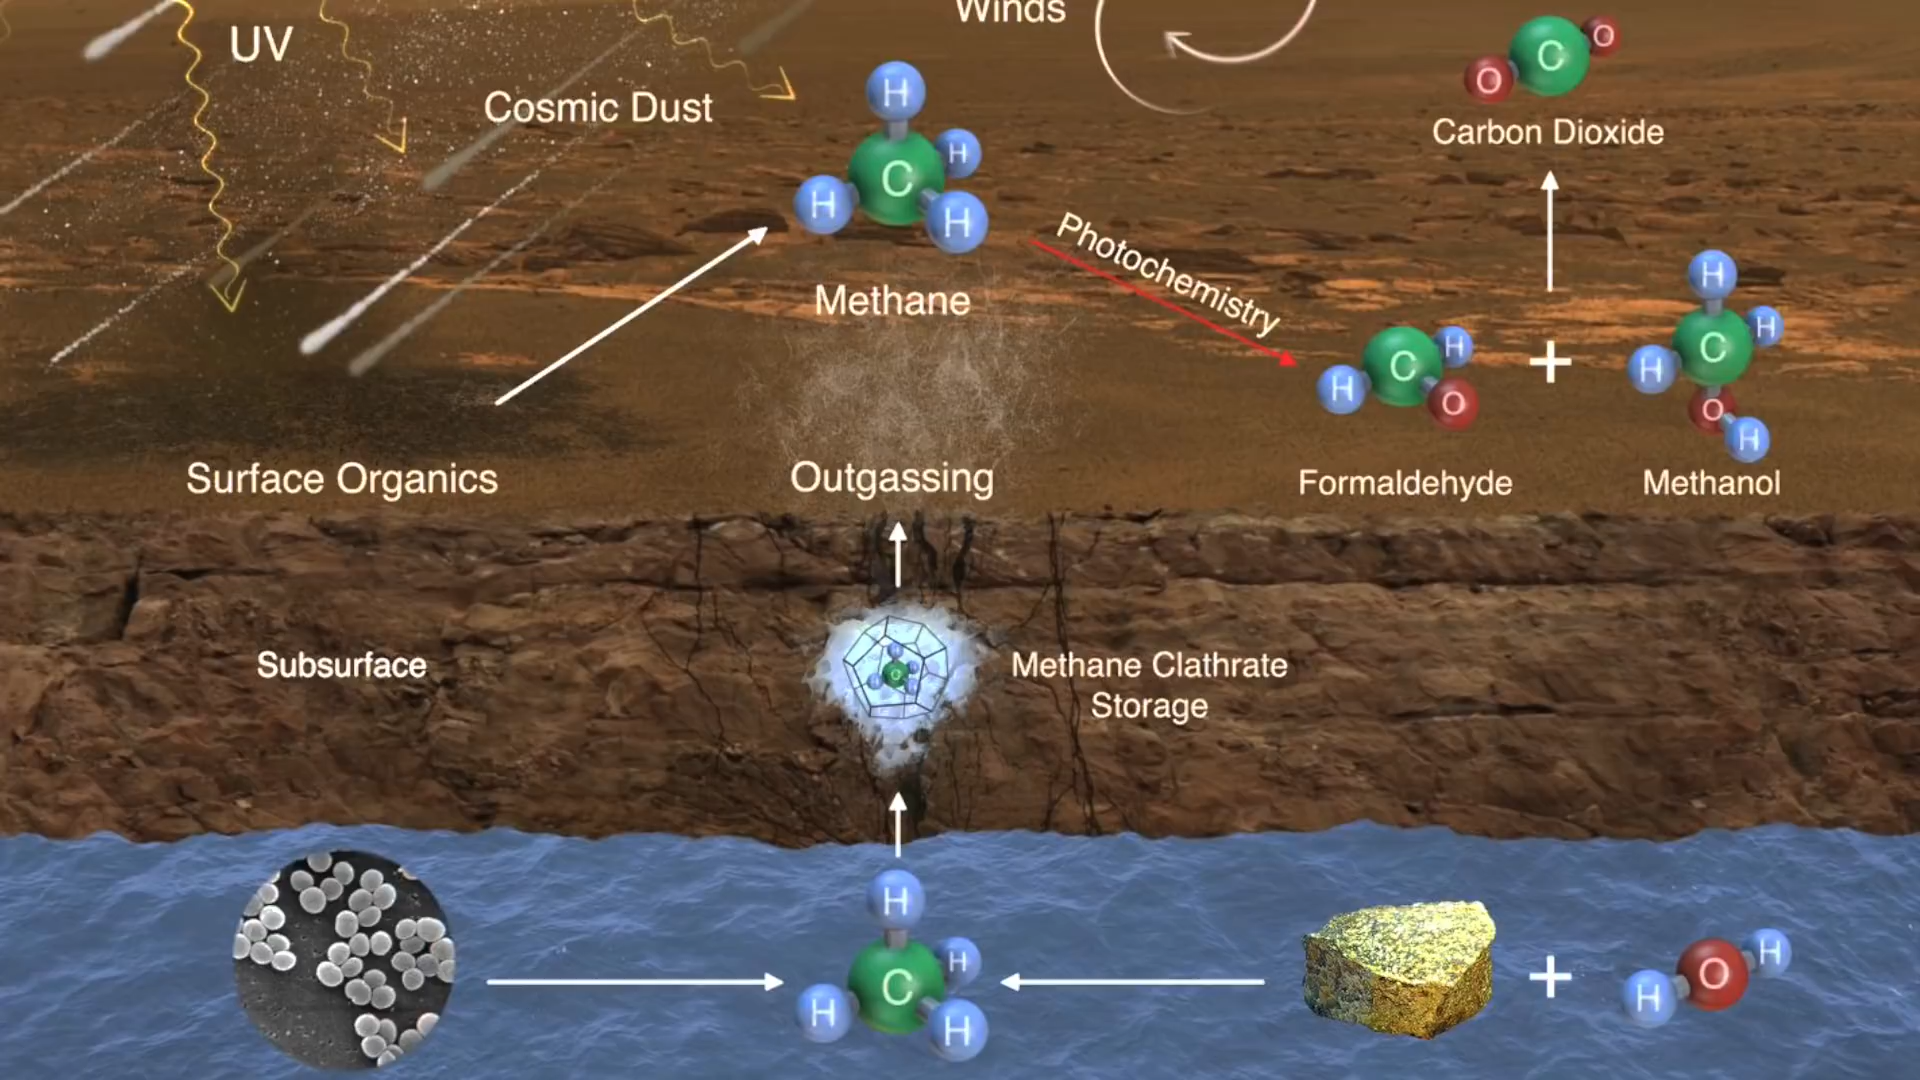 Winds
UV
Cosmic Dust
O
C
O
Carbon Dioxide
H
H
C
H
H
Methane
Photochemistry
H
C
H
O
+
H
H
C
H
O
H
Surface Organics
Outgassing
Formaldehyde
Methanol
Subsurface
C
Methane Clathrate
Storage
H
H
C
H
H
+
H
O
H